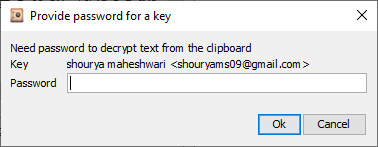 Provide password for a key
Need password to decrypt text from the clipboard
Key shourya maheshwari <shouryams09@gmail.com>
Password
Ok Cancel